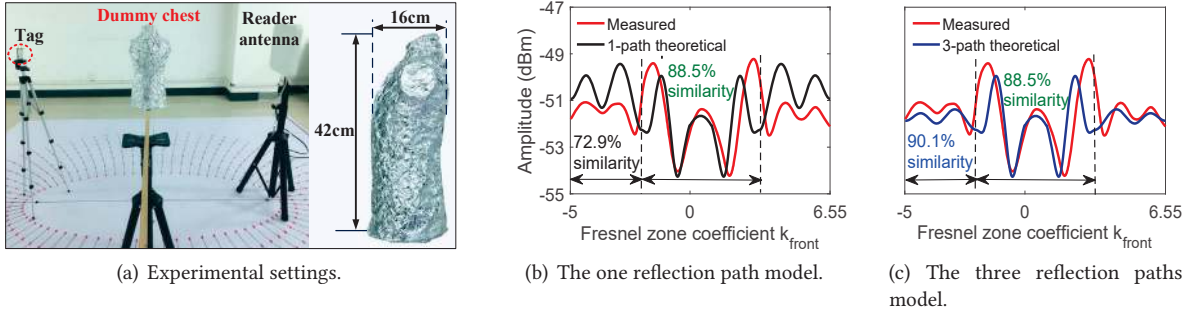 Dummy chest
Tag
Reader
antenna
16cm
42cm
(a) Experimental settings.
Amplitude (dBm)
-47
-49
-51
-53
-55
Measured
1-path theoretical
88.5%
similarity
72.9%
similarity
-5
0
6.55
Fresnel zone coefficient k_front
(b) The one reflection path model.
Measured
3-path theoretical
88.5%
similarity
90.1%
similarity
-5
0
6.55
Fresnel zone coefficient k_front
(c) The three reflection paths
model.